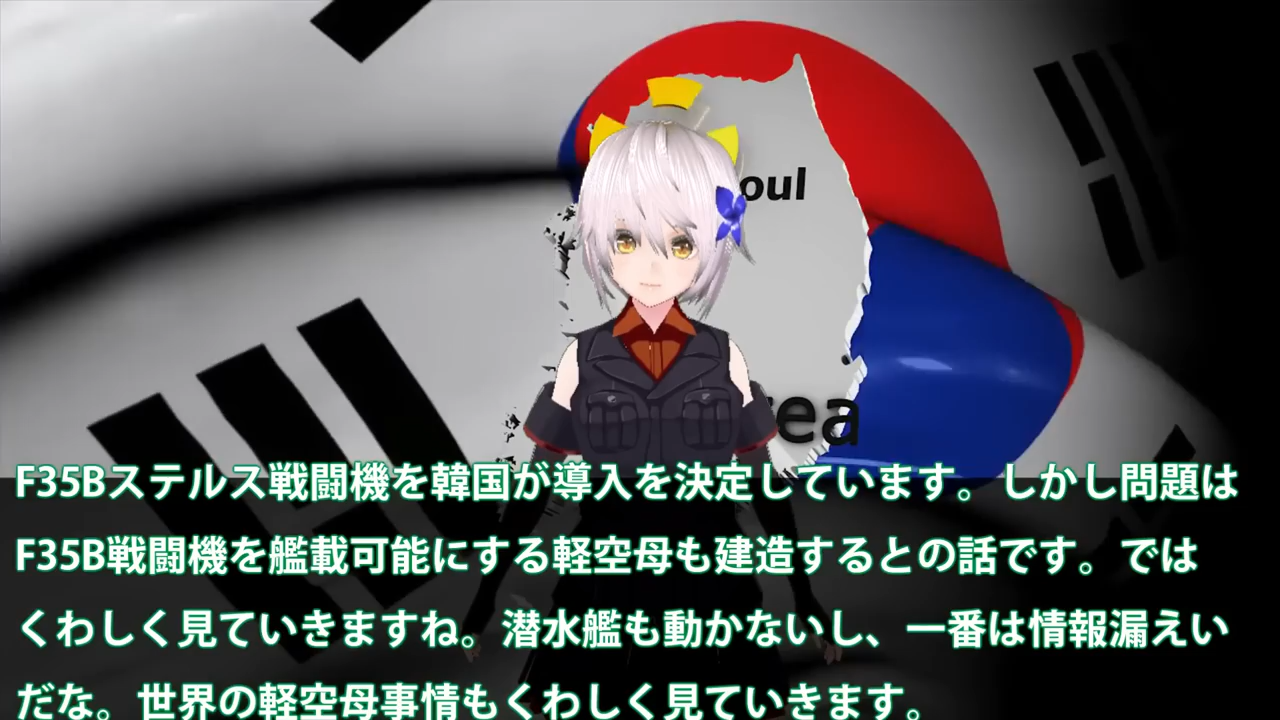 oul
rea
F35Bステルス戦闘機を韓国が導入を決定しています。しかし問題は
F35B戦闘機を艦載可能にする軽空母も建造するとの話です。では
くわしく見ていきますね。潜水艦も動かないし、一番は情報漏えい
だな。世界の軽空母事情もくわしく見ていきます。